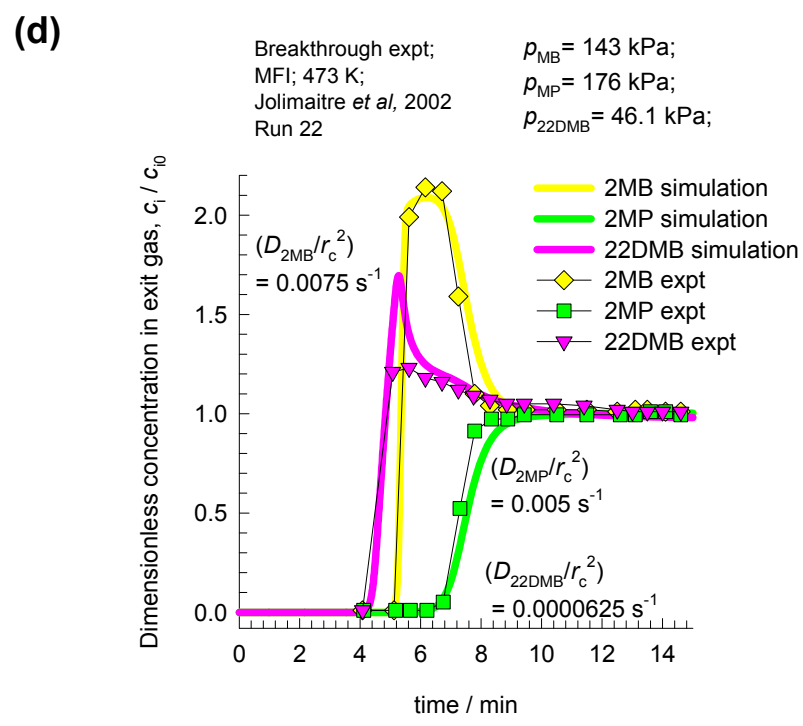 (d)
Breakthrough expt;
MFI; 473 K;
Jolimaitre et al, 2002
Run 22
pMB= 143 kPa;
pMP= 176 kPa;
p22DMB= 46.1 kPa;
Dimensionless concentration in exit gas, ci / ci0
2.0
1.5
1.0
0.5
0.0
(D2MB/rc2)
= 0.0075 s-1
2MB simulation
2MP simulation
22DMB simulation
2MB expt
2MP expt
22DMB expt
(D2MP/rc2)
= 0.005 s-1
(D22DMB/rc2)
= 0.0000625 s-1
0 2 4 6 8 10 12 14
time / min